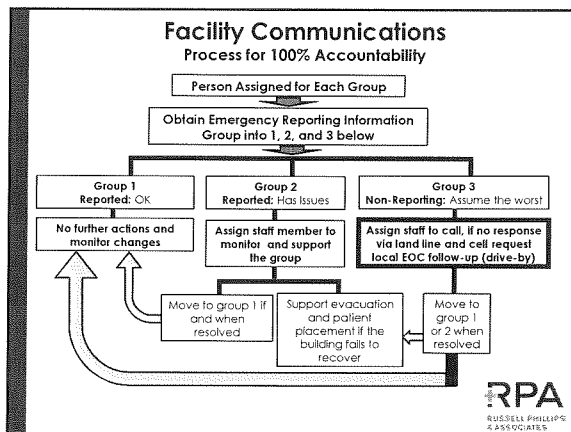 Facility Communications
Process for 100% Accountability
Person Assigned for Each Group
Obtain Emergency Reporting Information
Group into 1, 2, and 3 below
Group 1
Reported: OK
Group 2
Reported: Has Issues
Group 3
Non-Reporting: Assume the worst
No further actions and
monitor changes
Assign staff member to
monitor and support
the group
Assign staff to call, if no response
via land line and cell request
local EOC follow-up (drive-by)
Move to group 1 if
and when
resolved
Support evacuation
and patient
placement if the
building fails to
recover
Move to
group 1
or 2 when
resolved
RPA
RUSSELL PHILLIPS
& ASSOCIATES